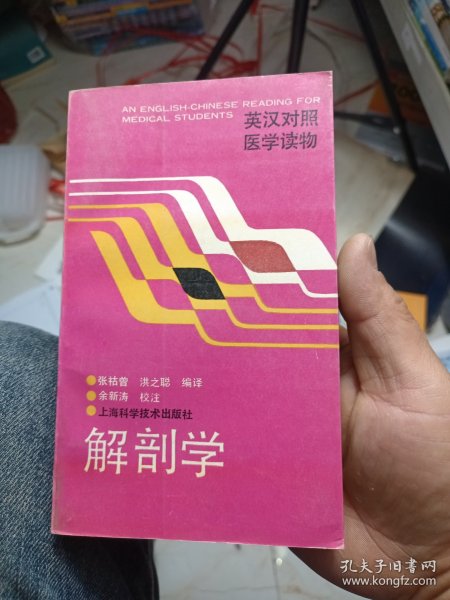 AN ENGLISH-CHINESE READING FOR
MEDICAL STUDENTS
英汉对照
医学读物
张祜曾 洪之聪 编译
余新涛 校注
上海科学技术出版社
解剖学
孔夫子旧书网
www.kongfz.com